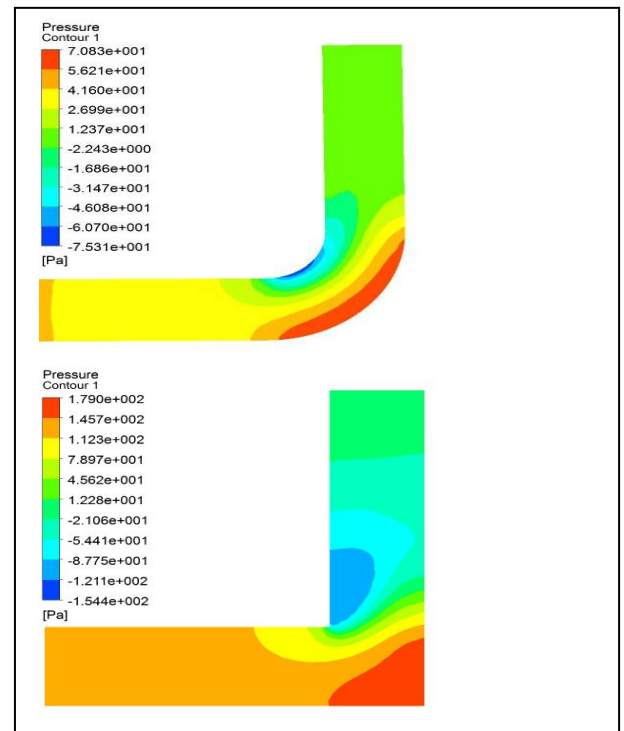 Pressure
Contour 1
7.083e+001
5.621e+001
4.160e+001
2.699e+001
1.237e+001
-2.243e+000
-1.686e+001
-3.147e+001
-4.608e+001
-6.070e+001
-7.531e+001
[Pa]
Pressure
Contour 1
1.790e+002
1.457e+002
1.123e+002
7.897e+001
4.562e+001
1.228e+001
-2.106e+001
-5.441e+001
-8.775e+001
-1.211e+002
-1.544e+002
[Pa]